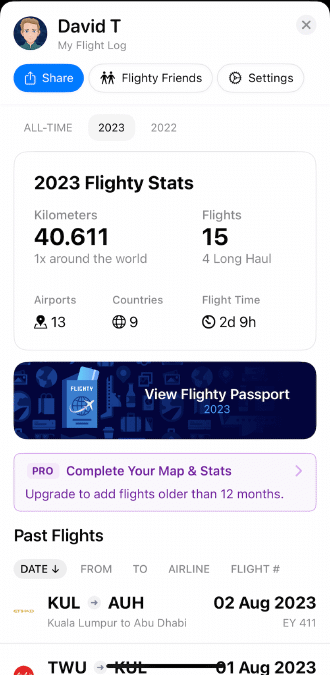 David T
My Flight Log
Share
Flighty Friends
Settings
ALL-TIME
2023
2022
2023 Flighty Stats
Kilometers
Flights
40.611
15
1x around the world
4 Long Haul
Airports
Countries
Flight Time
13
9
2d 9h
FLIGHTY
View Flighty Passport
2023
PRO Complete Your Map & Stats
Upgrade to add flights older than 12 months.
Past Flights
DATE ↓ FROM TO AIRLINE FLIGHT #
ETIHAD
KUL → AUH
02 Aug 2023
Kuala Lumpur to Abu Dhabi
EY 411
TWU → KUL
01 Aug 2023